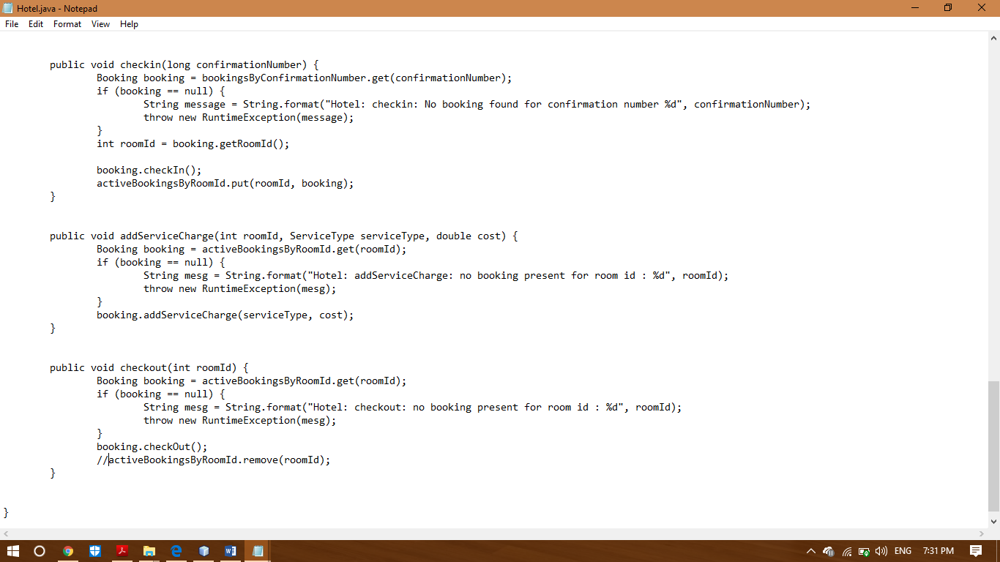 Hotel.java - Notepad
File Edit Format View Help
public void checkin(long confirmationNumber) {
Booking booking = bookingsByConfirmationNumber.get(confirmationNumber);
if (booking == null) {
String message = String.format("Hotel: checkin: No booking found for confirmation number %d", confirmationNumber);
throw new RuntimeException(message);
}
int roomId = booking.getRoomId();
booking.checkIn();
activeBookingsByRoomId.put(roomId, booking);
}
public void addServiceCharge(int roomId, ServiceType serviceType, double cost) {
Booking booking = activeBookingsByRoomId.get(roomId);
if (booking == null) {
String mesg = String.format("Hotel: addServiceCharge: no booking present for room id : %d", roomId);
throw new RuntimeException(mesg);
}
booking.addServiceCharge(serviceType, cost);
}
public void checkout(int roomId) {
Booking booking = activeBookingsByRoomId.get(roomId);
if (booking == null) {
String mesg = String.format("Hotel: checkout: no booking present for room id : %d", roomId);
throw new RuntimeException(mesg);
}
booking.checkOut();
//activeBookingsByRoomId.remove(roomId);
}
}
ENG 7:31 PM